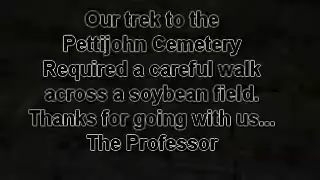 Our trek to the
Pettijohn Cemetery
Required a careful walk
across a soybean field.
Thanks for going with us...
The Professor